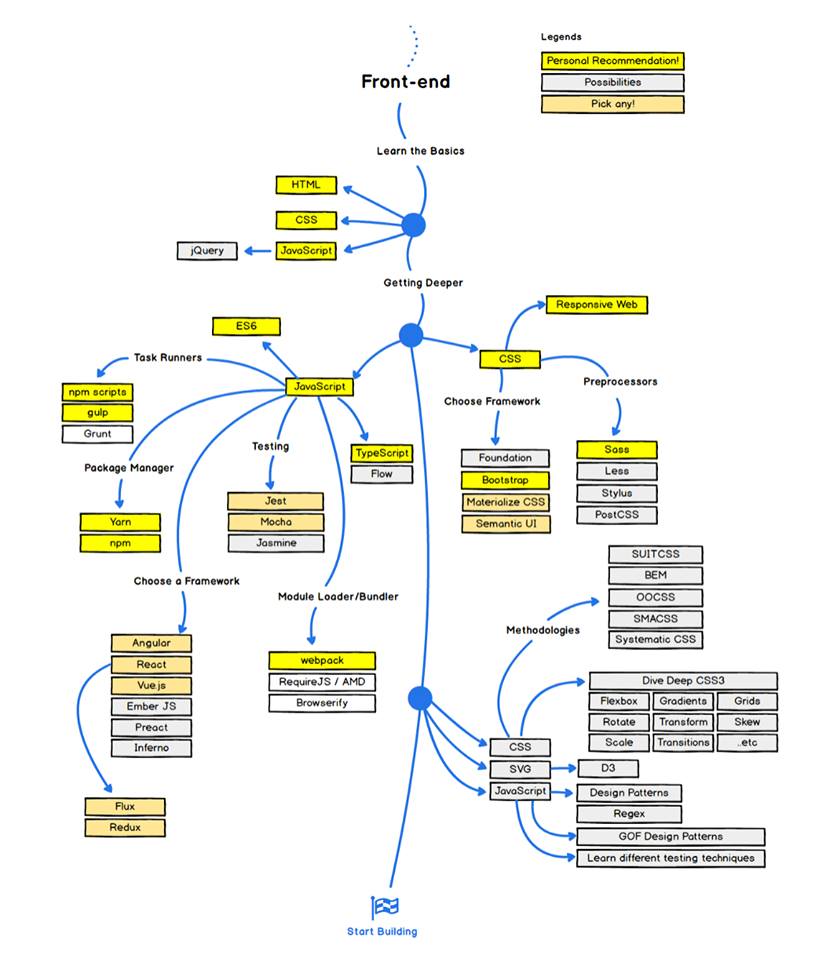 Legends
Personal Recommendation!
Possibilities
Pick any!
Front-end
Learn the Basics
HTML
CSS
JavaScript
jQuery
Getting Deeper
ES6
Task Runners
npm scripts
gulp
Grunt
JavaScript
Package Manager
Yarn
npm
Testing
Jest
Mocha
Jasmine
TypeScript
Flow
Choose a Framework
Angular
React
Vue.js
Ember JS
Preact
Inferno
Flux
Redux
Module Loader/Bundler
webpack
RequireJS / AMD
Browserify
Responsive Web
CSS
Choose Framework
Foundation
Bootstrap
Materialize CSS
Semantic UI
Preprocessors
Sass
Less
Stylus
PostCSS
Methodologies
SUITCSS
BEM
OOCSS
SMACSS
Systematic CSS
Dive Deep CSS3
Flexbox Gradients Grids
Rotate Transform Skew
Scale Transitions ..etc
CSS
SVG
D3
JavaScript
Design Patterns
Regex
GOF Design Patterns
Learn different testing techniques
Start Building